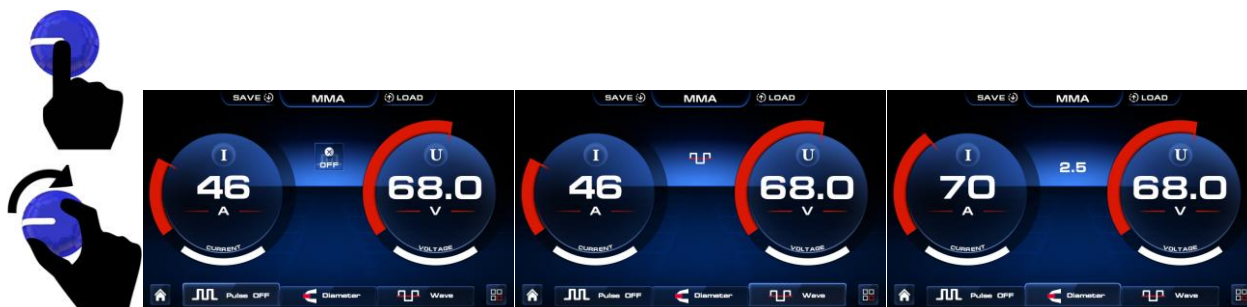 SAVE MMA LOAD
I U
OFF
46 68.0
A V
CURRENT VOLTAGE
Pulse OFF Diameter Wave
SAVE MMA LOAD
I U
46 68.0
A V
CURRENT VOLTAGE
Pulse OFF Diameter Wave
SAVE MMA LOAD
I U
2.5
70 68.0
A V
CURRENT VOLTAGE
Pulse OFF Diameter Wave